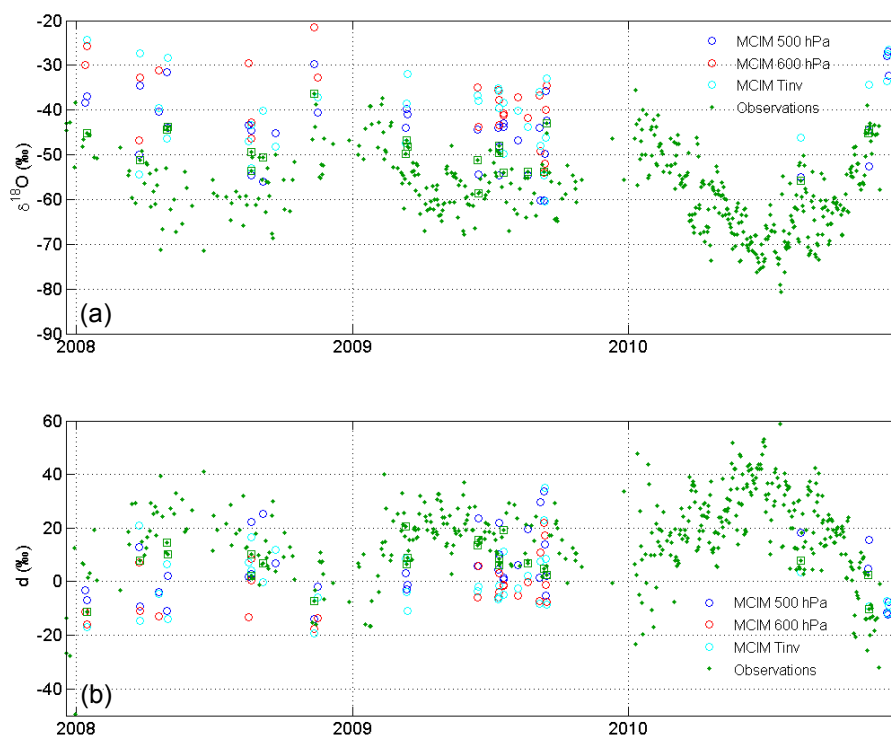 -20
-30
-40
-50
-60
-70
-80
-90
δ18O (‰)
MCIM 500 hPa
MCIM 600 hPa
MCIM Tinv
Observations
(a)
2008
2009
2010
60
40
20
0
-20
-40
d (‰)
MCIM 500 hPa
MCIM 600 hPa
MCIM Tinv
Observations
(b)
2008
2009
2010